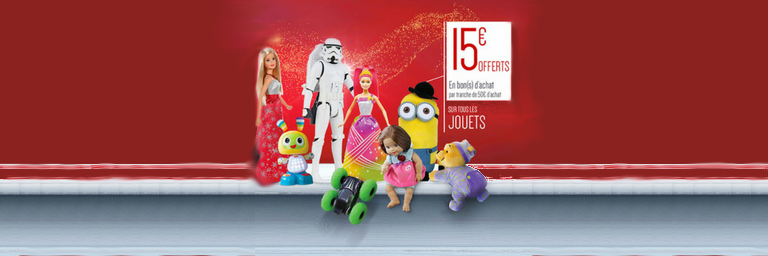 15€
OFFERTS
En bon(s) d'achat
par tranche de 50€ d'achat
SUR TOUS LES
JOUETS